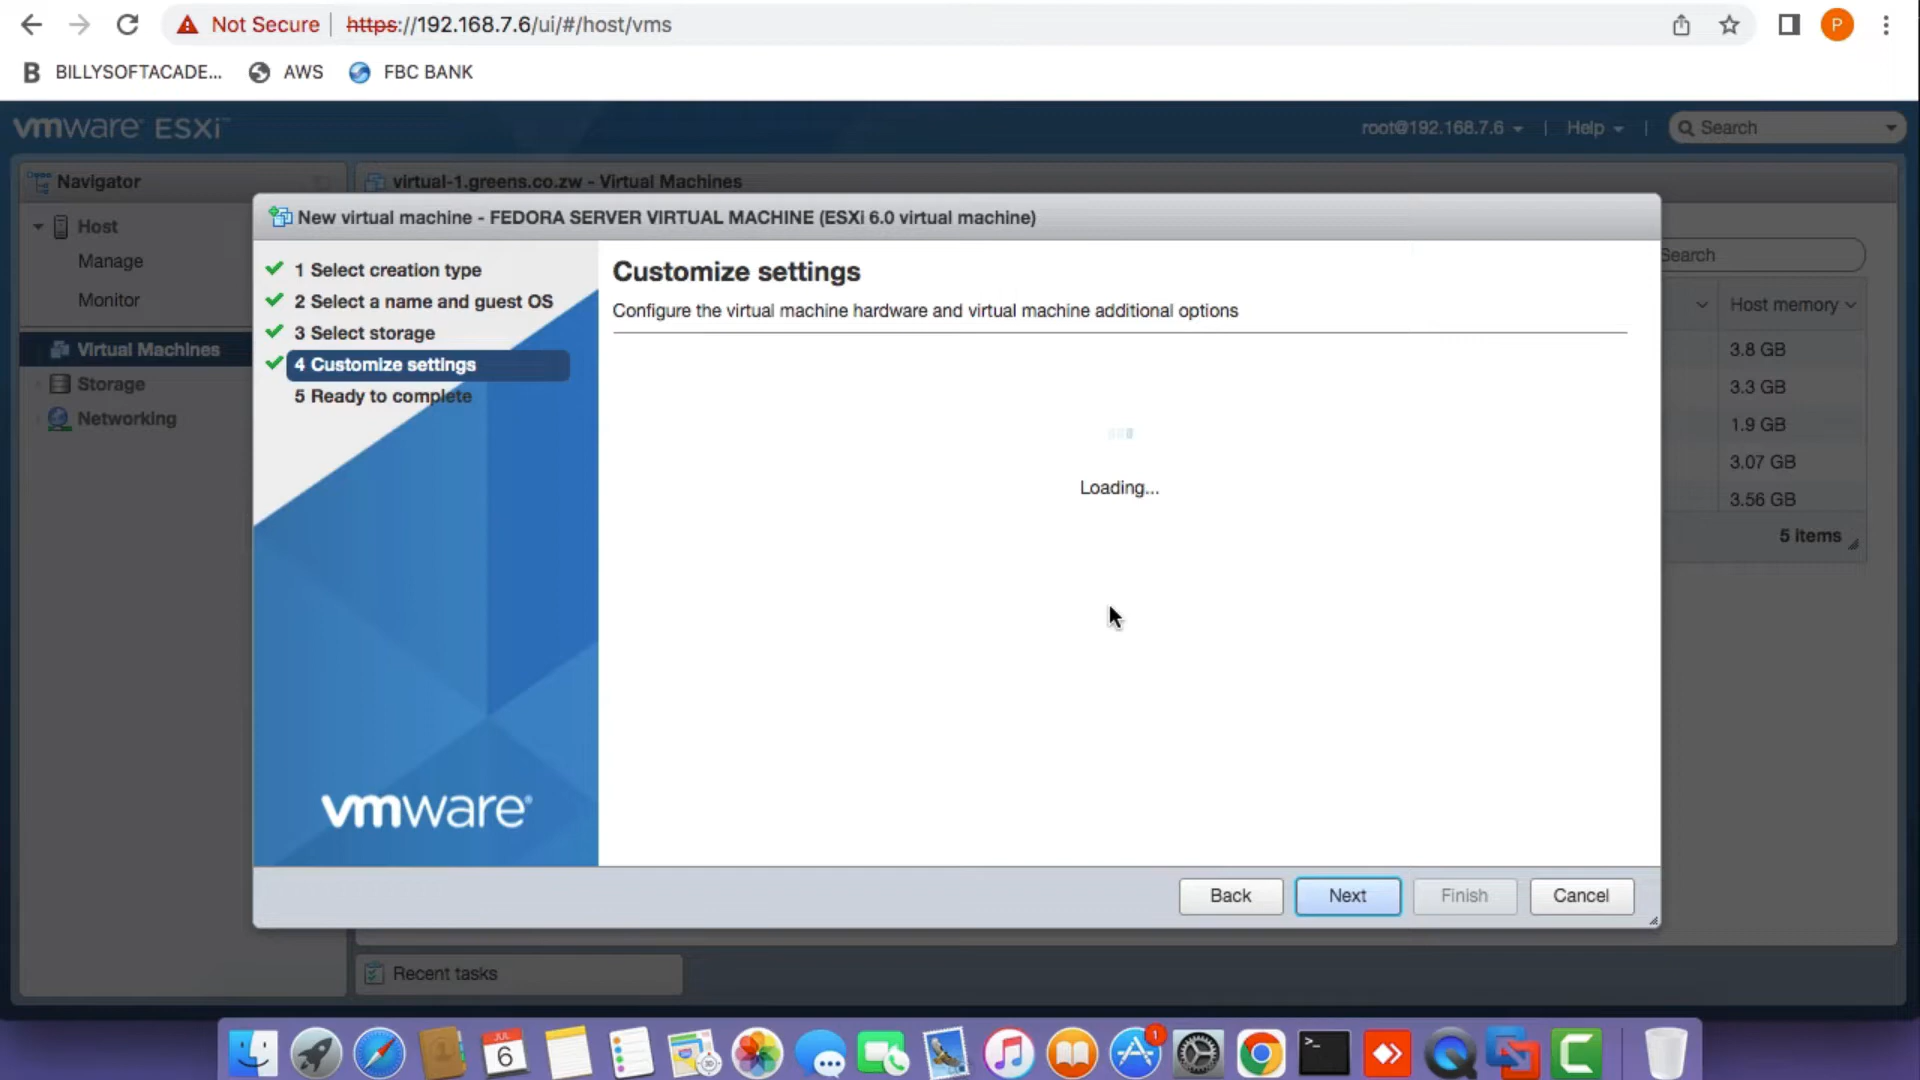 Not Secure https://192.168.7.6/ui/#/host/vms
P
B BILLYSOFTACADE... AWS FBC BANK
vmware ESXi™
root@192.168.7.6 | Help | Search
Navigator
virtual-1.greens.co.zw - Virtual Machines
Host
Manage
Monitor
Virtual Machines
Storage
Networking
New virtual machine - FEDORA SERVER VIRTUAL MACHINE (ESXi 6.0 virtual machine)
1 Select creation type
2 Select a name and guest OS
3 Select storage
4 Customize settings
5 Ready to complete
vmware®
Customize settings
Configure the virtual machine hardware and virtual machine additional options
Loading...
Back Next Finish Cancel
Search
Host memory
3.8 GB
3.3 GB
1.9 GB
3.07 GB
3.56 GB
5 items
Recent tasks
JUL
6
1